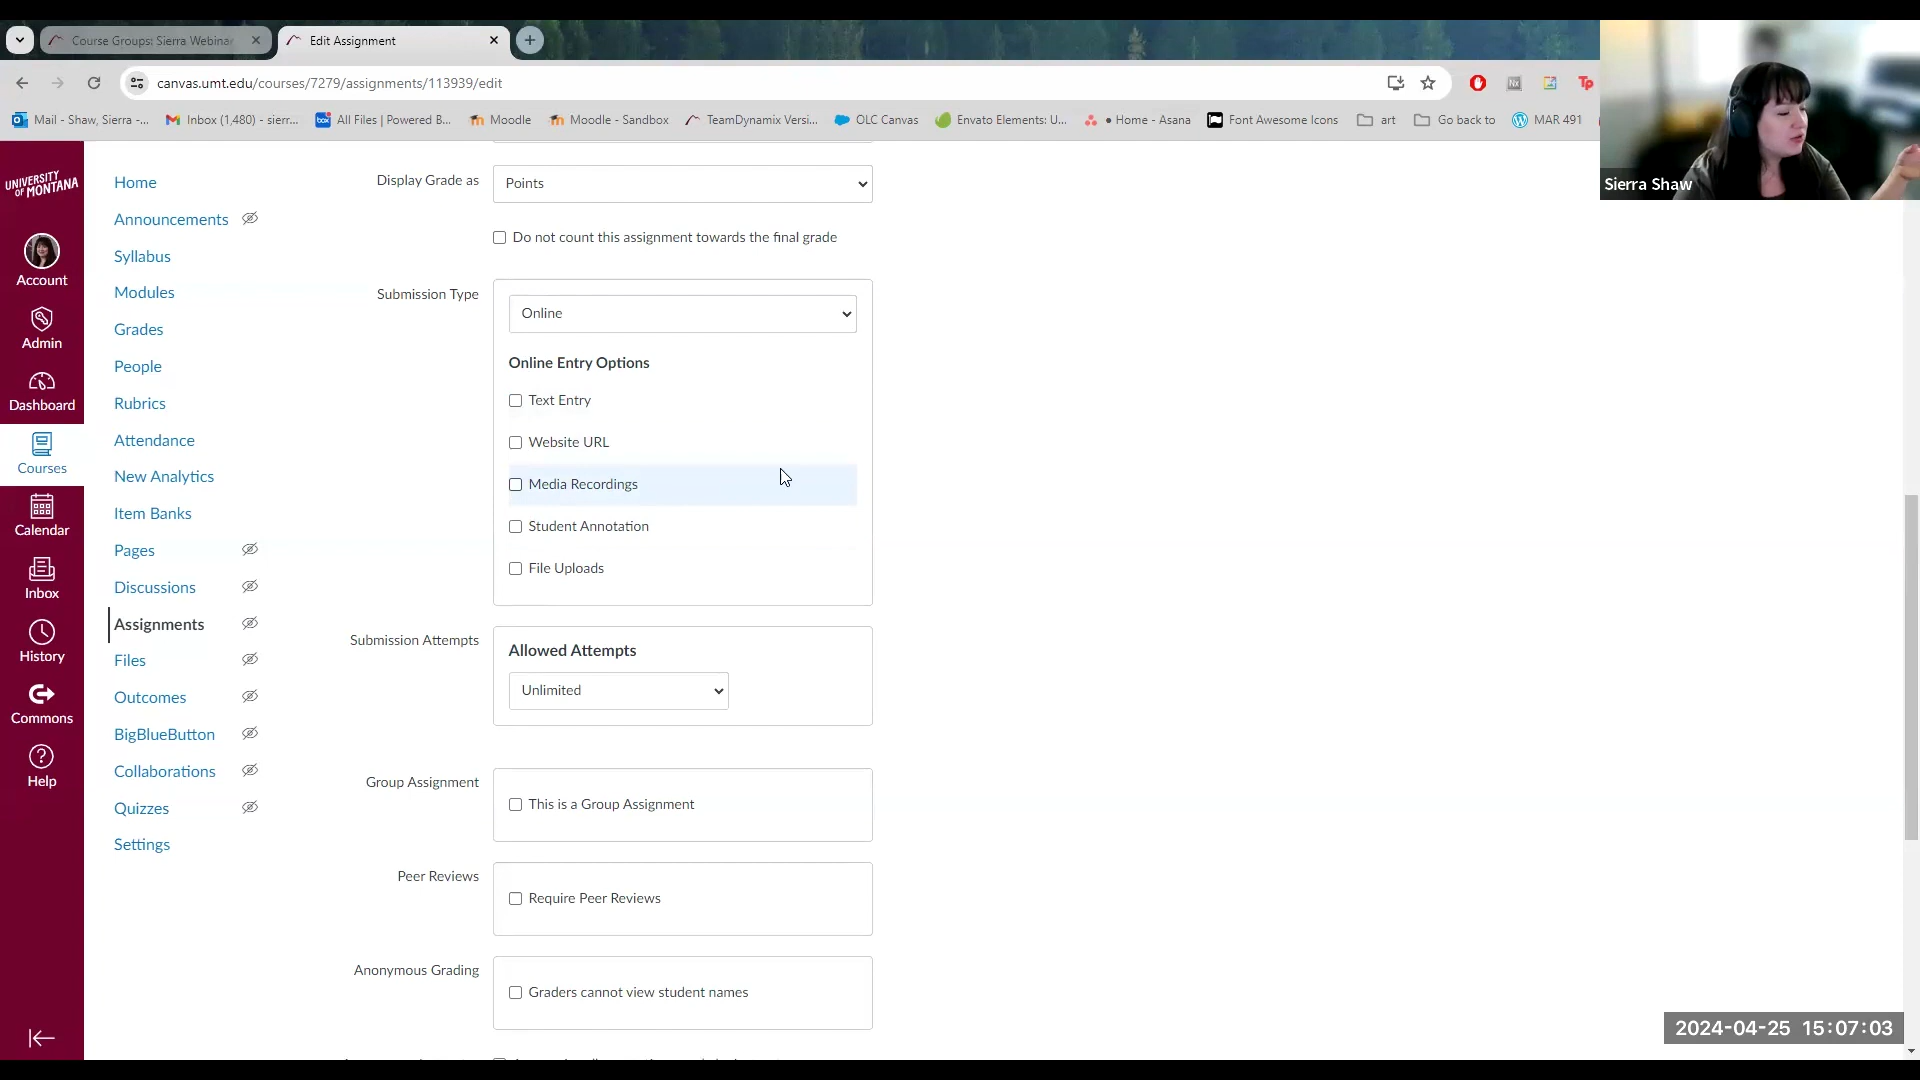 Course Groups: Sierra Webinar
Edit Assignment
canvas.umt.edu/courses/7279/assignments/113939/edit
Mail - Shaw, Sierra -...
Inbox (1,480) - sierr...
All Files | Powered B...
Moodle
Moodle - Sandbox
TeamDynamix Versi...
OLC Canvas
Envato Elements: U...
• Home - Asana
Font Awesome Icons
art
Go back to
MAR 491
Sierra Shaw
UNIVERSITY
OF MONTANA
Account
Admin
Dashboard
Courses
Calendar
Inbox
History
Commons
Help
Home
Announcements
Syllabus
Modules
Grades
People
Rubrics
Attendance
New Analytics
Item Banks
Pages
Discussions
Assignments
Files
Outcomes
BigBlueButton
Collaborations
Quizzes
Settings
Display Grade as
Points
Do not count this assignment towards the final grade
Submission Type
Online
Online Entry Options
Text Entry
Website URL
Media Recordings
Student Annotation
File Uploads
Submission Attempts
Allowed Attempts
Unlimited
Group Assignment
This is a Group Assignment
Peer Reviews
Require Peer Reviews
Anonymous Grading
Graders cannot view student names
2024-04-25 15:07:03